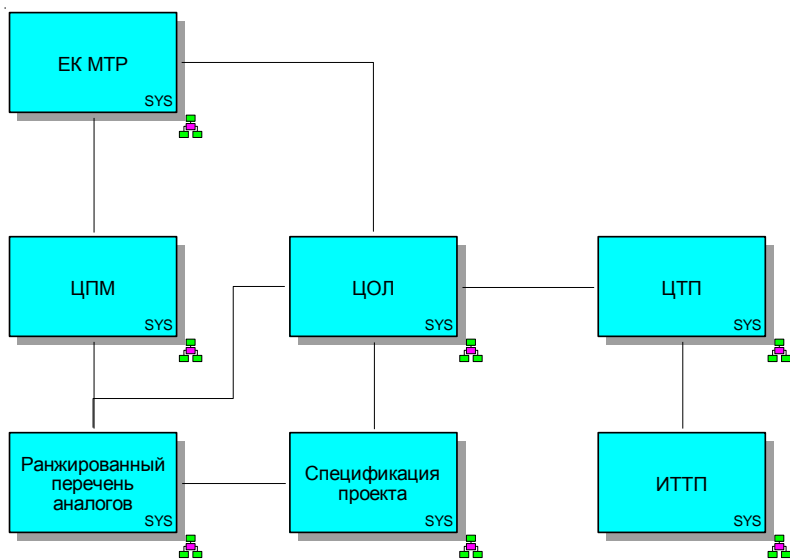 ЕК МТР
SYS
ЦПМ
SYS
ЦОЛ
SYS
ЦТП
SYS
Ранжированный
перечень
аналогов
SYS
Спецификация
проекта
SYS
ИТТП
SYS